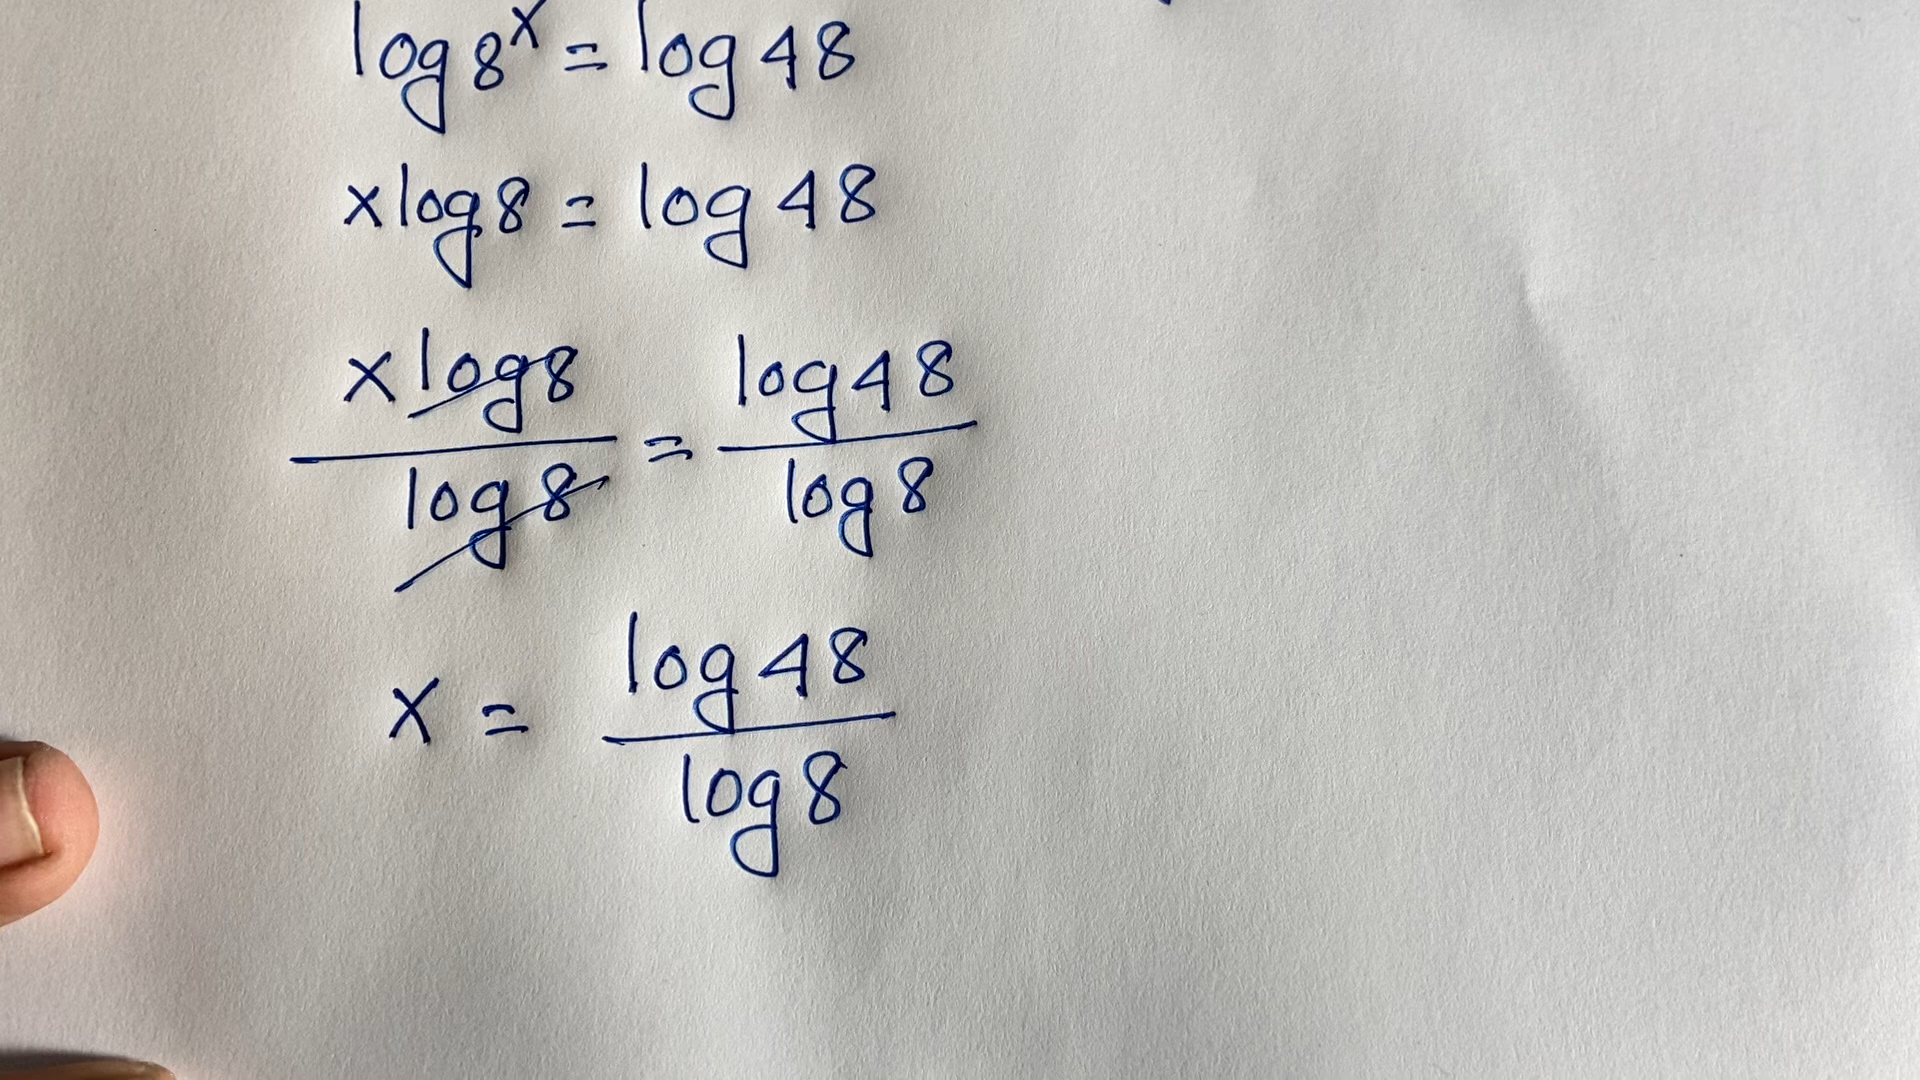 log 8^x = log 48
x log 8 = log 48
x log 8 / log 8 = log 48 / log 8
x = log 48 / log 8